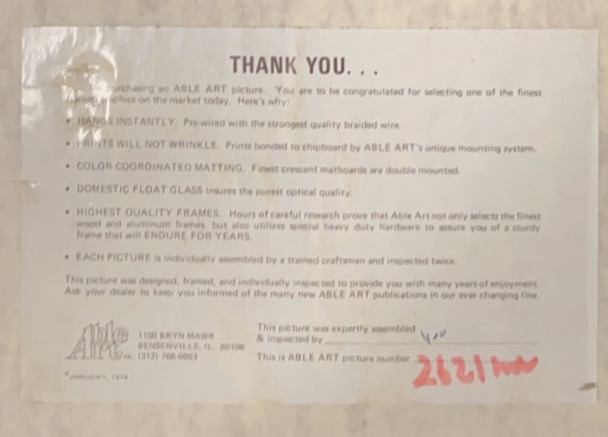 THANK YOU. . .
purchasing an ABLE ART picture. You are to be congratulated for selecting one of the finest
graphics on the market today. Here's why:
• HANGS INSTANTLY. Pre-wired with the strongest quality braided wire.
• PRINTS WILL NOT WRINKLE. Prints bonded to chipboard by ABLE ART's unique mounting system.
• COLOR COORDINATED MATTING. Finest crescent matboards are double mounted.
• DOMESTIC FLOAT GLASS insures the purest optical quality.
• HIGHEST QUALITY FRAMES. Hours of careful research prove that Able Art not only selects the finest
wood and aluminum frames, but also utilizes special heavy duty hardware to assure you of a sturdy
frame that will ENDURE FOR YEARS.
• EACH PICTURE is individually assembled by a trained craftsman and inspected twice.
This picture was designed, framed, and individually inspected to provide you with many years of enjoyment.
Ask your dealer to keep you informed of the many new ABLE ART publications in our ever changing line.
Able Art inc.
1100 BRYN MAWR
BENSENVILLE, IL. 60106
(312) 766-6663
This picture was expertly assembled
& inspected by
This is ABLE ART picture number 2621